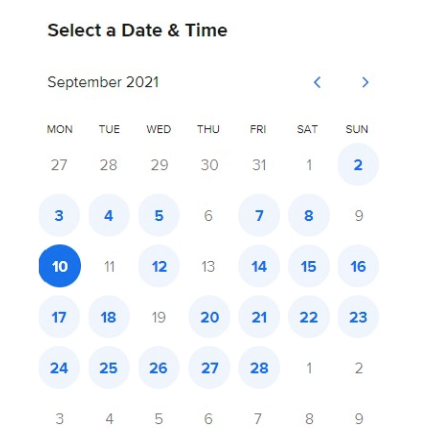 Select a Date & Time
September 2021
MON TUE WED THU FRI SAT SUN
27 28 29 30 31 1 2
3 4 5 6 7 8 9
10 11 12 13 14 15 16
17 18 19 20 21 22 23
24 25 26 27 28 1 2
3 4 5 6 7 8 9